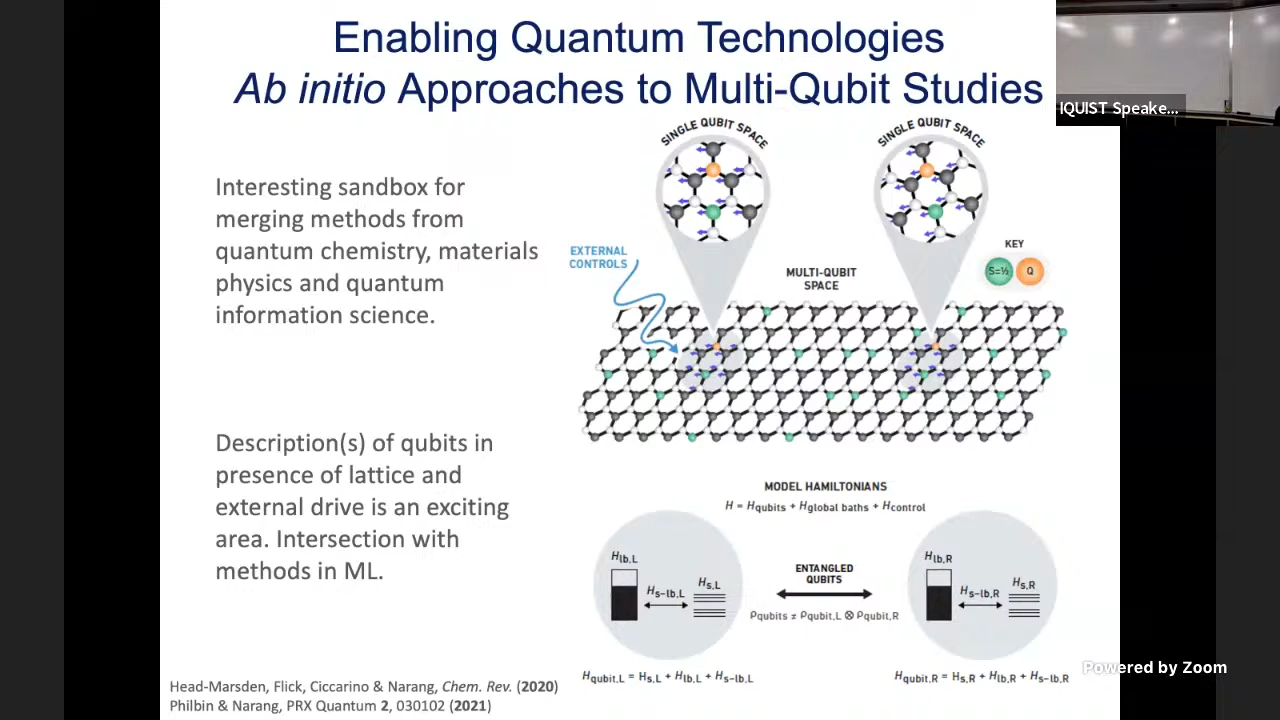 Enabling Quantum Technologies
Ab initio Approaches to Multi-Qubit Studies
IQUIST Speake...
Interesting sandbox for
merging methods from
quantum chemistry, materials
physics and quantum
information science.
Description(s) of qubits in
presence of lattice and
external drive is an exciting
area. Intersection with
methods in ML.
SINGLE QUBIT SPACE
SINGLE QUBIT SPACE
EXTERNAL
CONTROLS
MULTI-QUBIT
SPACE
KEY
S=½ Q
MODEL HAMILTONIANS
H = Hqubits + Hglobal baths + Hcontrol
Hlb,L
Hs-lb,L
Hs,L
ENTANGLED
QUBITS
ρqubits ≠ ρqubit,L ⊗ ρqubit,R
Hlb,R
Hs-lb,R
Hs,R
Hqubit,L = Hs,L + Hlb,L + Hs-lb,L
Hqubit,R = Hs,R + Hlb,R + Hs-lb,R
Powered by Zoom
Head-Marsden, Flick, Ciccarino & Narang, Chem. Rev. (2020)
Philbin & Narang, PRX Quantum 2, 030102 (2021)